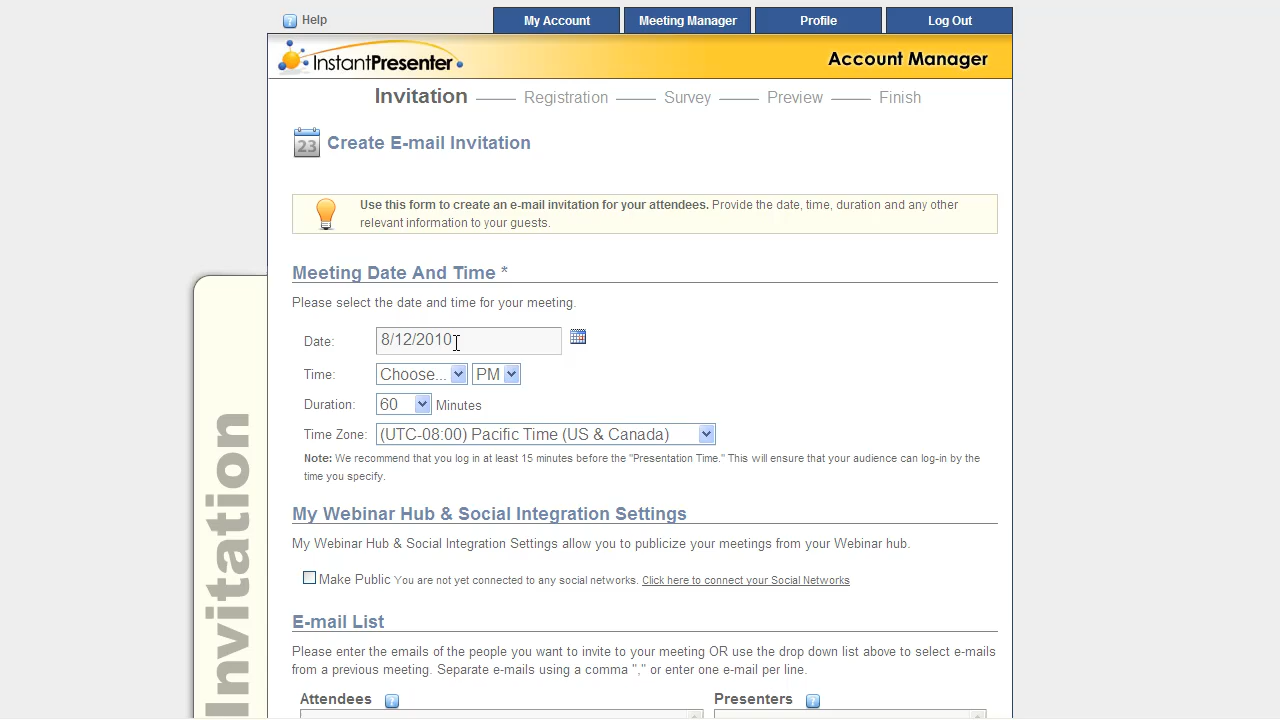 Help
My Account
Meeting Manager
Profile
Log Out
InstantPresenter
Account Manager
Invitation
Registration
Survey
Preview
Finish
23
Create E-mail Invitation
Use this form to create an e-mail invitation for your attendees. Provide the date, time, duration and any other
relevant information to your guests.
Meeting Date And Time *
Please select the date and time for your meeting.
Date:
8/12/2010
Time:
Choose...
PM
Duration:
60
Minutes
Time Zone:
(UTC-08:00) Pacific Time (US & Canada)
Note: We recommend that you log in at least 15 minutes before the "Presentation Time." This will ensure that your audience can log-in by the
time you specify.
Invitation
My Webinar Hub & Social Integration Settings
My Webinar Hub & Social Integration Settings allow you to publicize your meetings from your Webinar hub.
Make Public You are not yet connected to any social networks. Click here to connect your Social Networks
E-mail List
Please enter the emails of the people you want to invite to your meeting OR use the drop down list above to select e-mails
from a previous meeting. Separate e-mails using a comma "," or enter one e-mail per line.
Attendees
Presenters